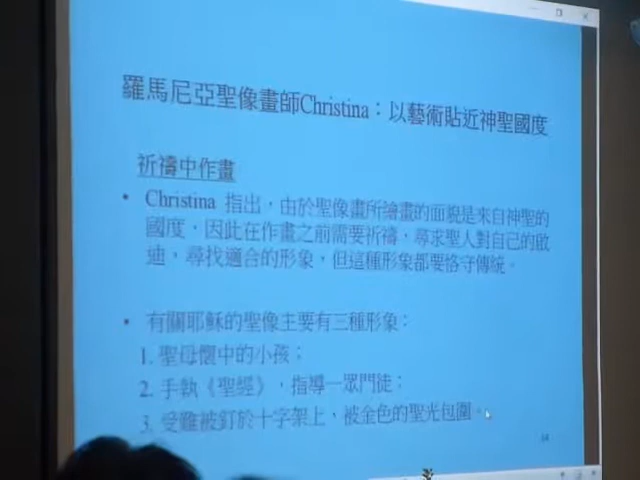 羅馬尼亞聖像畫師Christina：以藝術貼近神聖國度
祈禱中作畫
• Christina 指出，由於聖像畫所繪畫的面貌是來自神聖的
國度，因此在作畫之前需要祈禱，尋求聖人對自己的啟
迪，尋找適合的形象，但這種形象都要恪守傳統。
• 有關耶穌的聖像主要有三種形象：
1. 聖母懷中的小孩；
2. 手執《聖經》，指導一眾門徒；
3. 受難被釘於十字架上，被金色的聖光包圍。